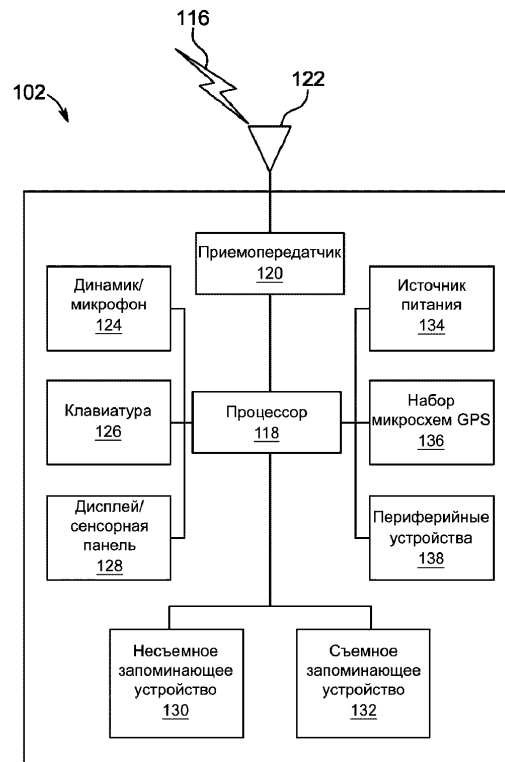 116
102
122
Приемопередатчик
120
Динамик/
микрофон
124
Источник
питания
134
Клавиатура
126
Процессор
118
Набор
микросхем GPS
136
Дисплей/
сенсорная
панель
128
Периферийные
устройства
138
Несъемное
запоминающее
устройство
130
Съемное
запоминающее
устройство
132